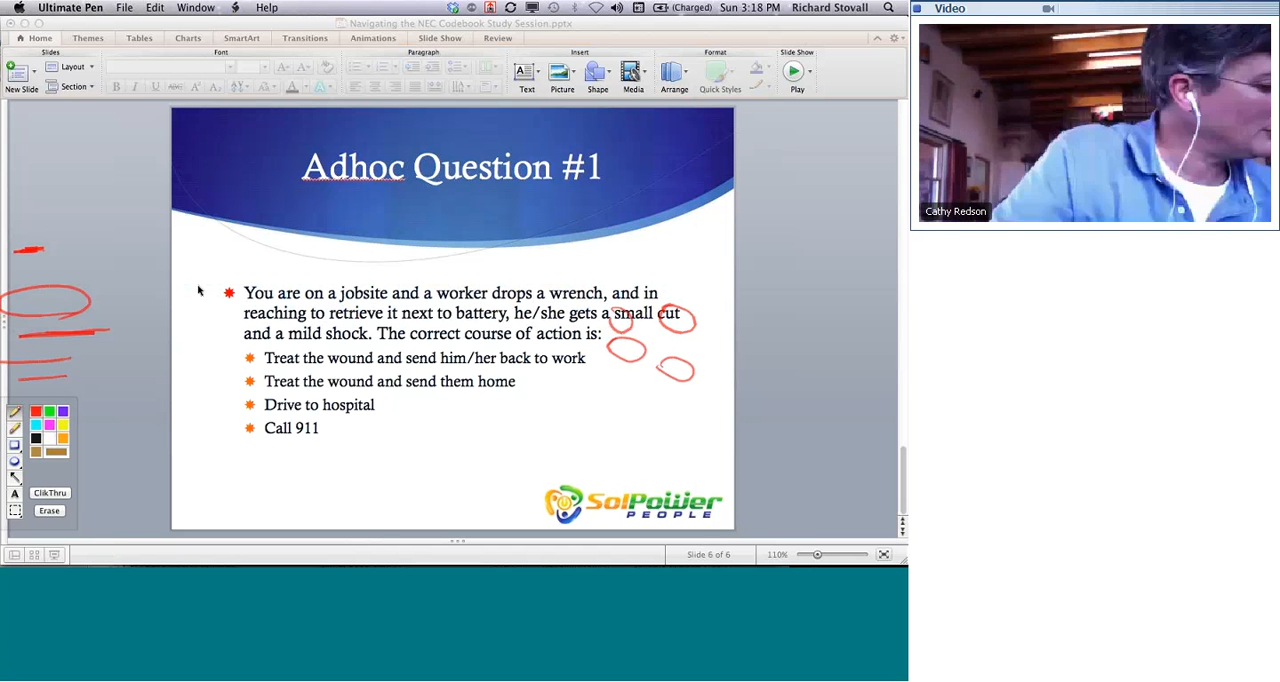 Ultimate Pen File Edit Window Help (Charged) Sun 3:18 PM Richard Stovall
Video
Navigating the NEC Codebook Study Session.pptx
Home Themes Tables Charts SmartArt Transitions Animations Slide Show Review
Slides Font Paragraph Insert Format Slide Show
New Slide Layout Section
B I U ABC A² A₂
Text Picture Shape Media Arrange Quick Styles Play
Adhoc Question #1
Cathy Redson
You are on a jobsite and a worker drops a wrench, and in
reaching to retrieve it next to battery, he/she gets a small cut
and a mild shock. The correct course of action is:
Treat the wound and send him/her back to work
Treat the wound and send them home
Drive to hospital
Call 911
A
ClikThru
Erase
SolPower
PEOPLE
Slide 6 of 6 110%